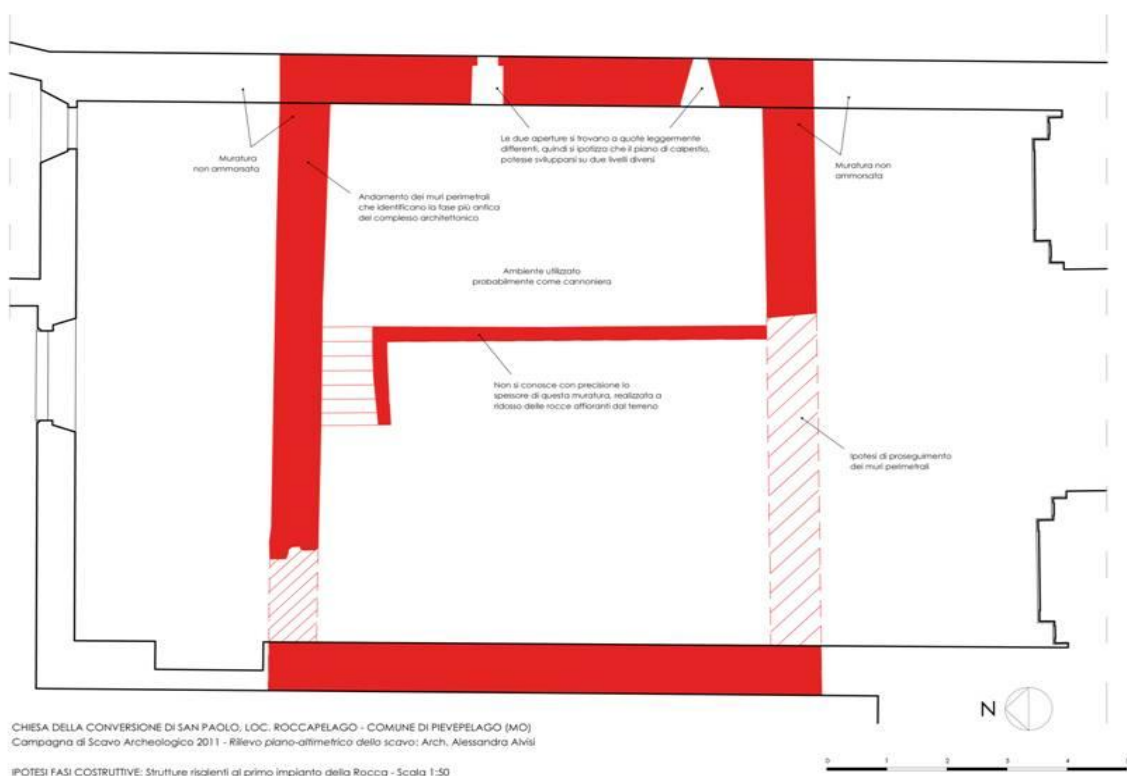 Le due aperture si trovano a quote leggermente
differenti, quindi si ipotizza che il piano di calpestio,
potesse svilupparsi su due livelli diversi
Muratura
non ammorsata
Muratura non
ammorsata
Andamento dei muri perimetrali
che identificano la fase più antica
del complesso architettonico
Ambiente utilizzato
probabilmente come cannoniera
Non si conosce con precisione lo
spessore di questa muratura, realizzata a
ridosso delle rocce affioranti dal terreno
Ipotesi di proseguimento
dei muri perimetrali
N
CHIESA DELLA CONVERSIONE DI SAN PAOLO, LOC. ROCCAPELAGO - COMUNE DI PIEVEPELAGO (MO)
Campagna di Scavo Archeologico 2011 - Rilievo plano-altimetrico dello scavo: Arch. Alessandra Alvisi
IPOTESI FASI COSTRUTTIVE: Strutture risalenti al primo impianto della Rocca - Scala 1:50
0 1 2 3 4